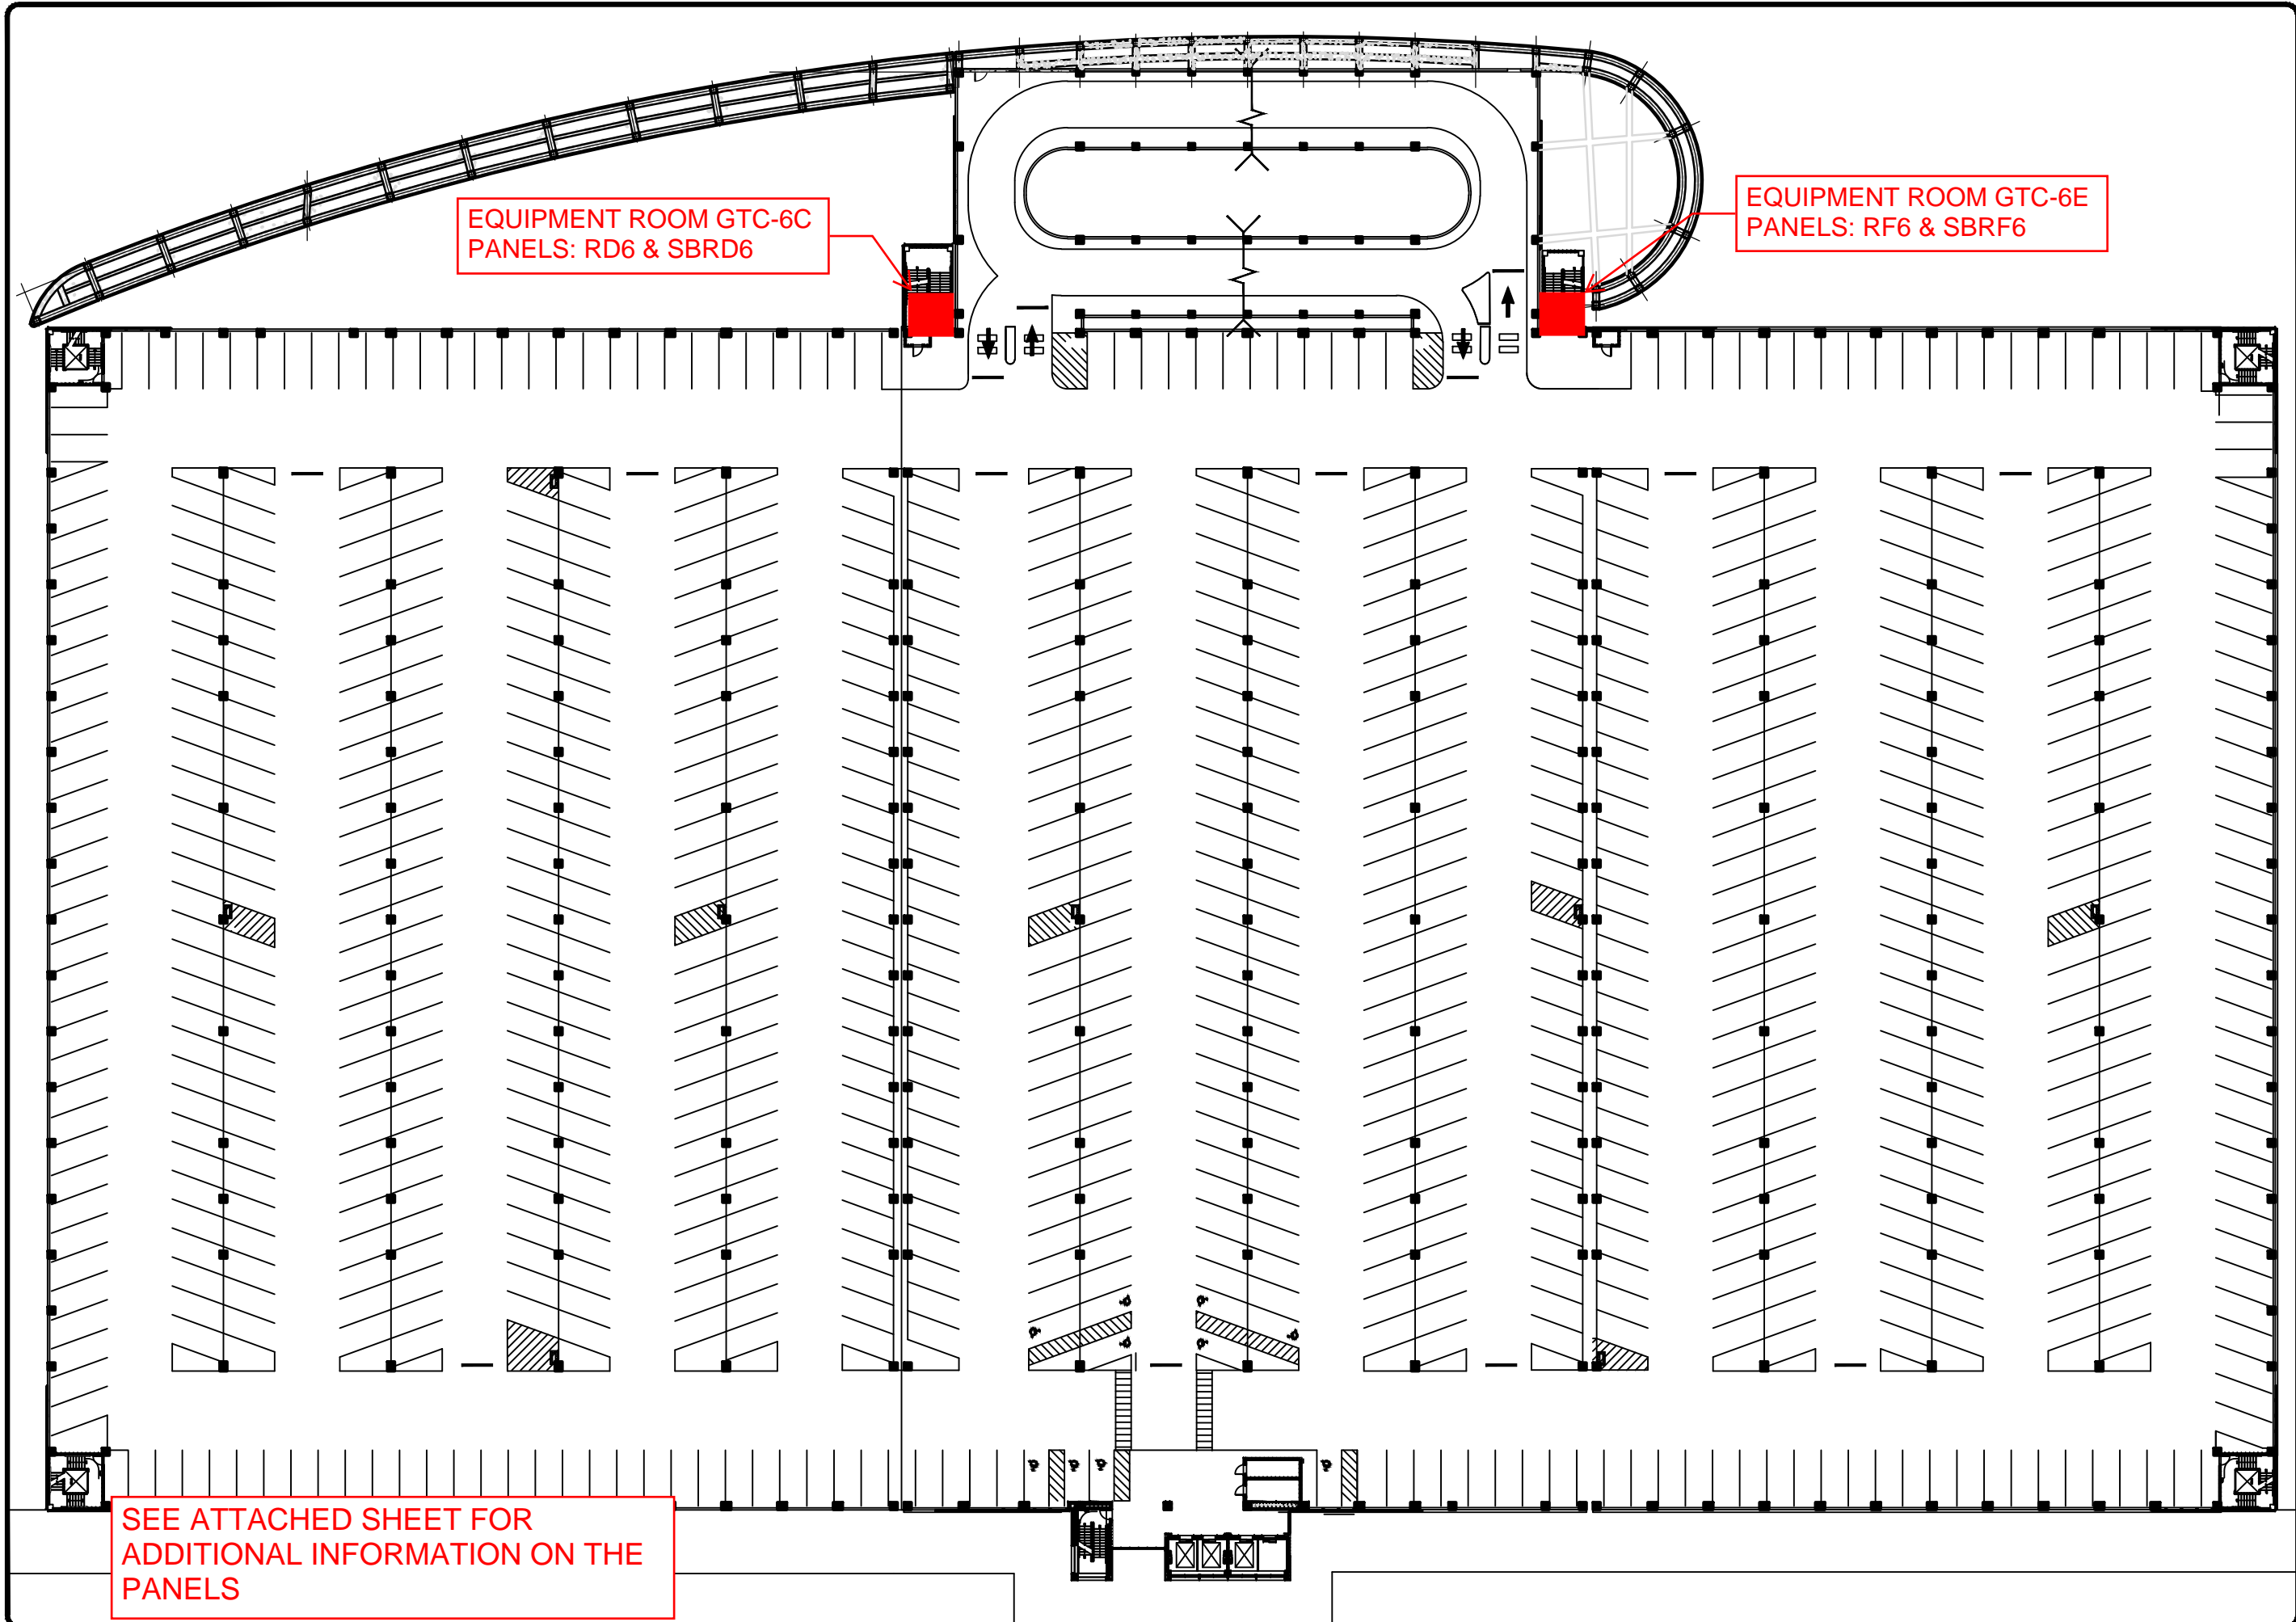 EQUIPMENT ROOM GTC-6C
PANELS: RD6 & SBRD6
EQUIPMENT ROOM GTC-6E
PANELS: RF6 & SBRF6
SEE ATTACHED SHEET FOR
ADDITIONAL INFORMATION ON THE
PANELS